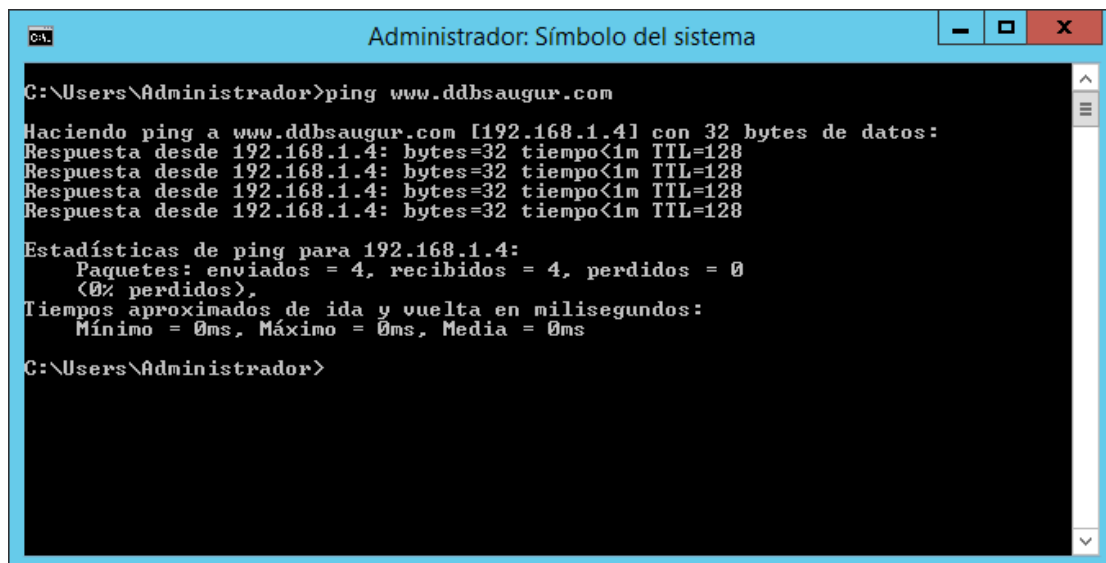 Administrador: Símbolo del sistema
C:\Users\Administrador>ping www.ddbsaugur.com
Haciendo ping a www.ddbsaugur.com [192.168.1.4] con 32 bytes de datos:
Respuesta desde 192.168.1.4: bytes=32 tiempo<1m TTL=128
Respuesta desde 192.168.1.4: bytes=32 tiempo<1m TTL=128
Respuesta desde 192.168.1.4: bytes=32 tiempo<1m TTL=128
Respuesta desde 192.168.1.4: bytes=32 tiempo<1m TTL=128
Estadísticas de ping para 192.168.1.4:
Paquetes: enviados = 4, recibidos = 4, perdidos = 0
(0% perdidos),
Tiempos aproximados de ida y vuelta en milisegundos:
Mínimo = 0ms, Máximo = 0ms, Media = 0ms
C:\Users\Administrador>